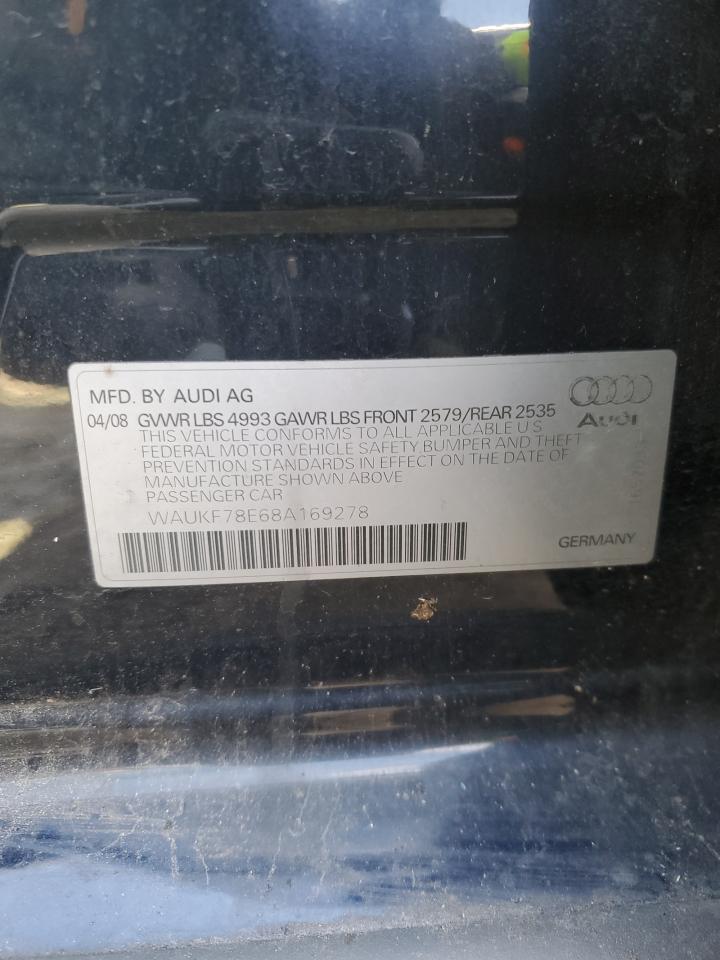 MFD. BY AUDI AG
04/08 GVWR LBS 4993 GAWR LBS FRONT 2579/REAR 2535
Audi
THIS VEHICLE CONFORMS TO ALL APPLICABLE U S
FEDERAL MOTOR VEHICLE SAFETY BUMPER AND THEFT
PREVENTION STANDARDS IN EFFECT ON THE DATE OF
MANUFACTURE SHOWN ABOVE
PASSENGER CAR
WAUKF78E68A169278
GERMANY